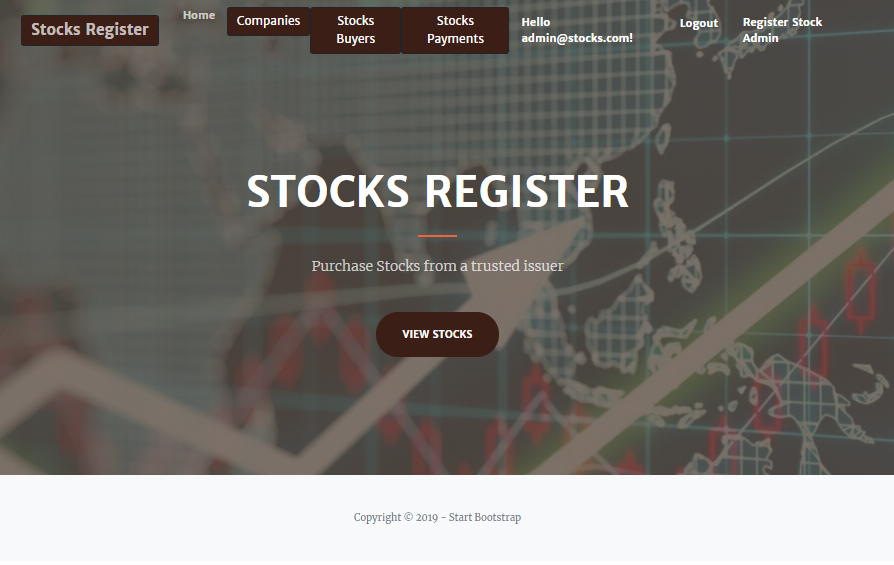 Stocks Register
Home
Companies
Stocks
Buyers
Stocks
Payments
Hello
admin@stocks.com!
Logout
Register Stock
Admin
STOCKS REGISTER
Purchase Stocks from a trusted issuer
VIEW STOCKS
Copyright © 2019 - Start Bootstrap